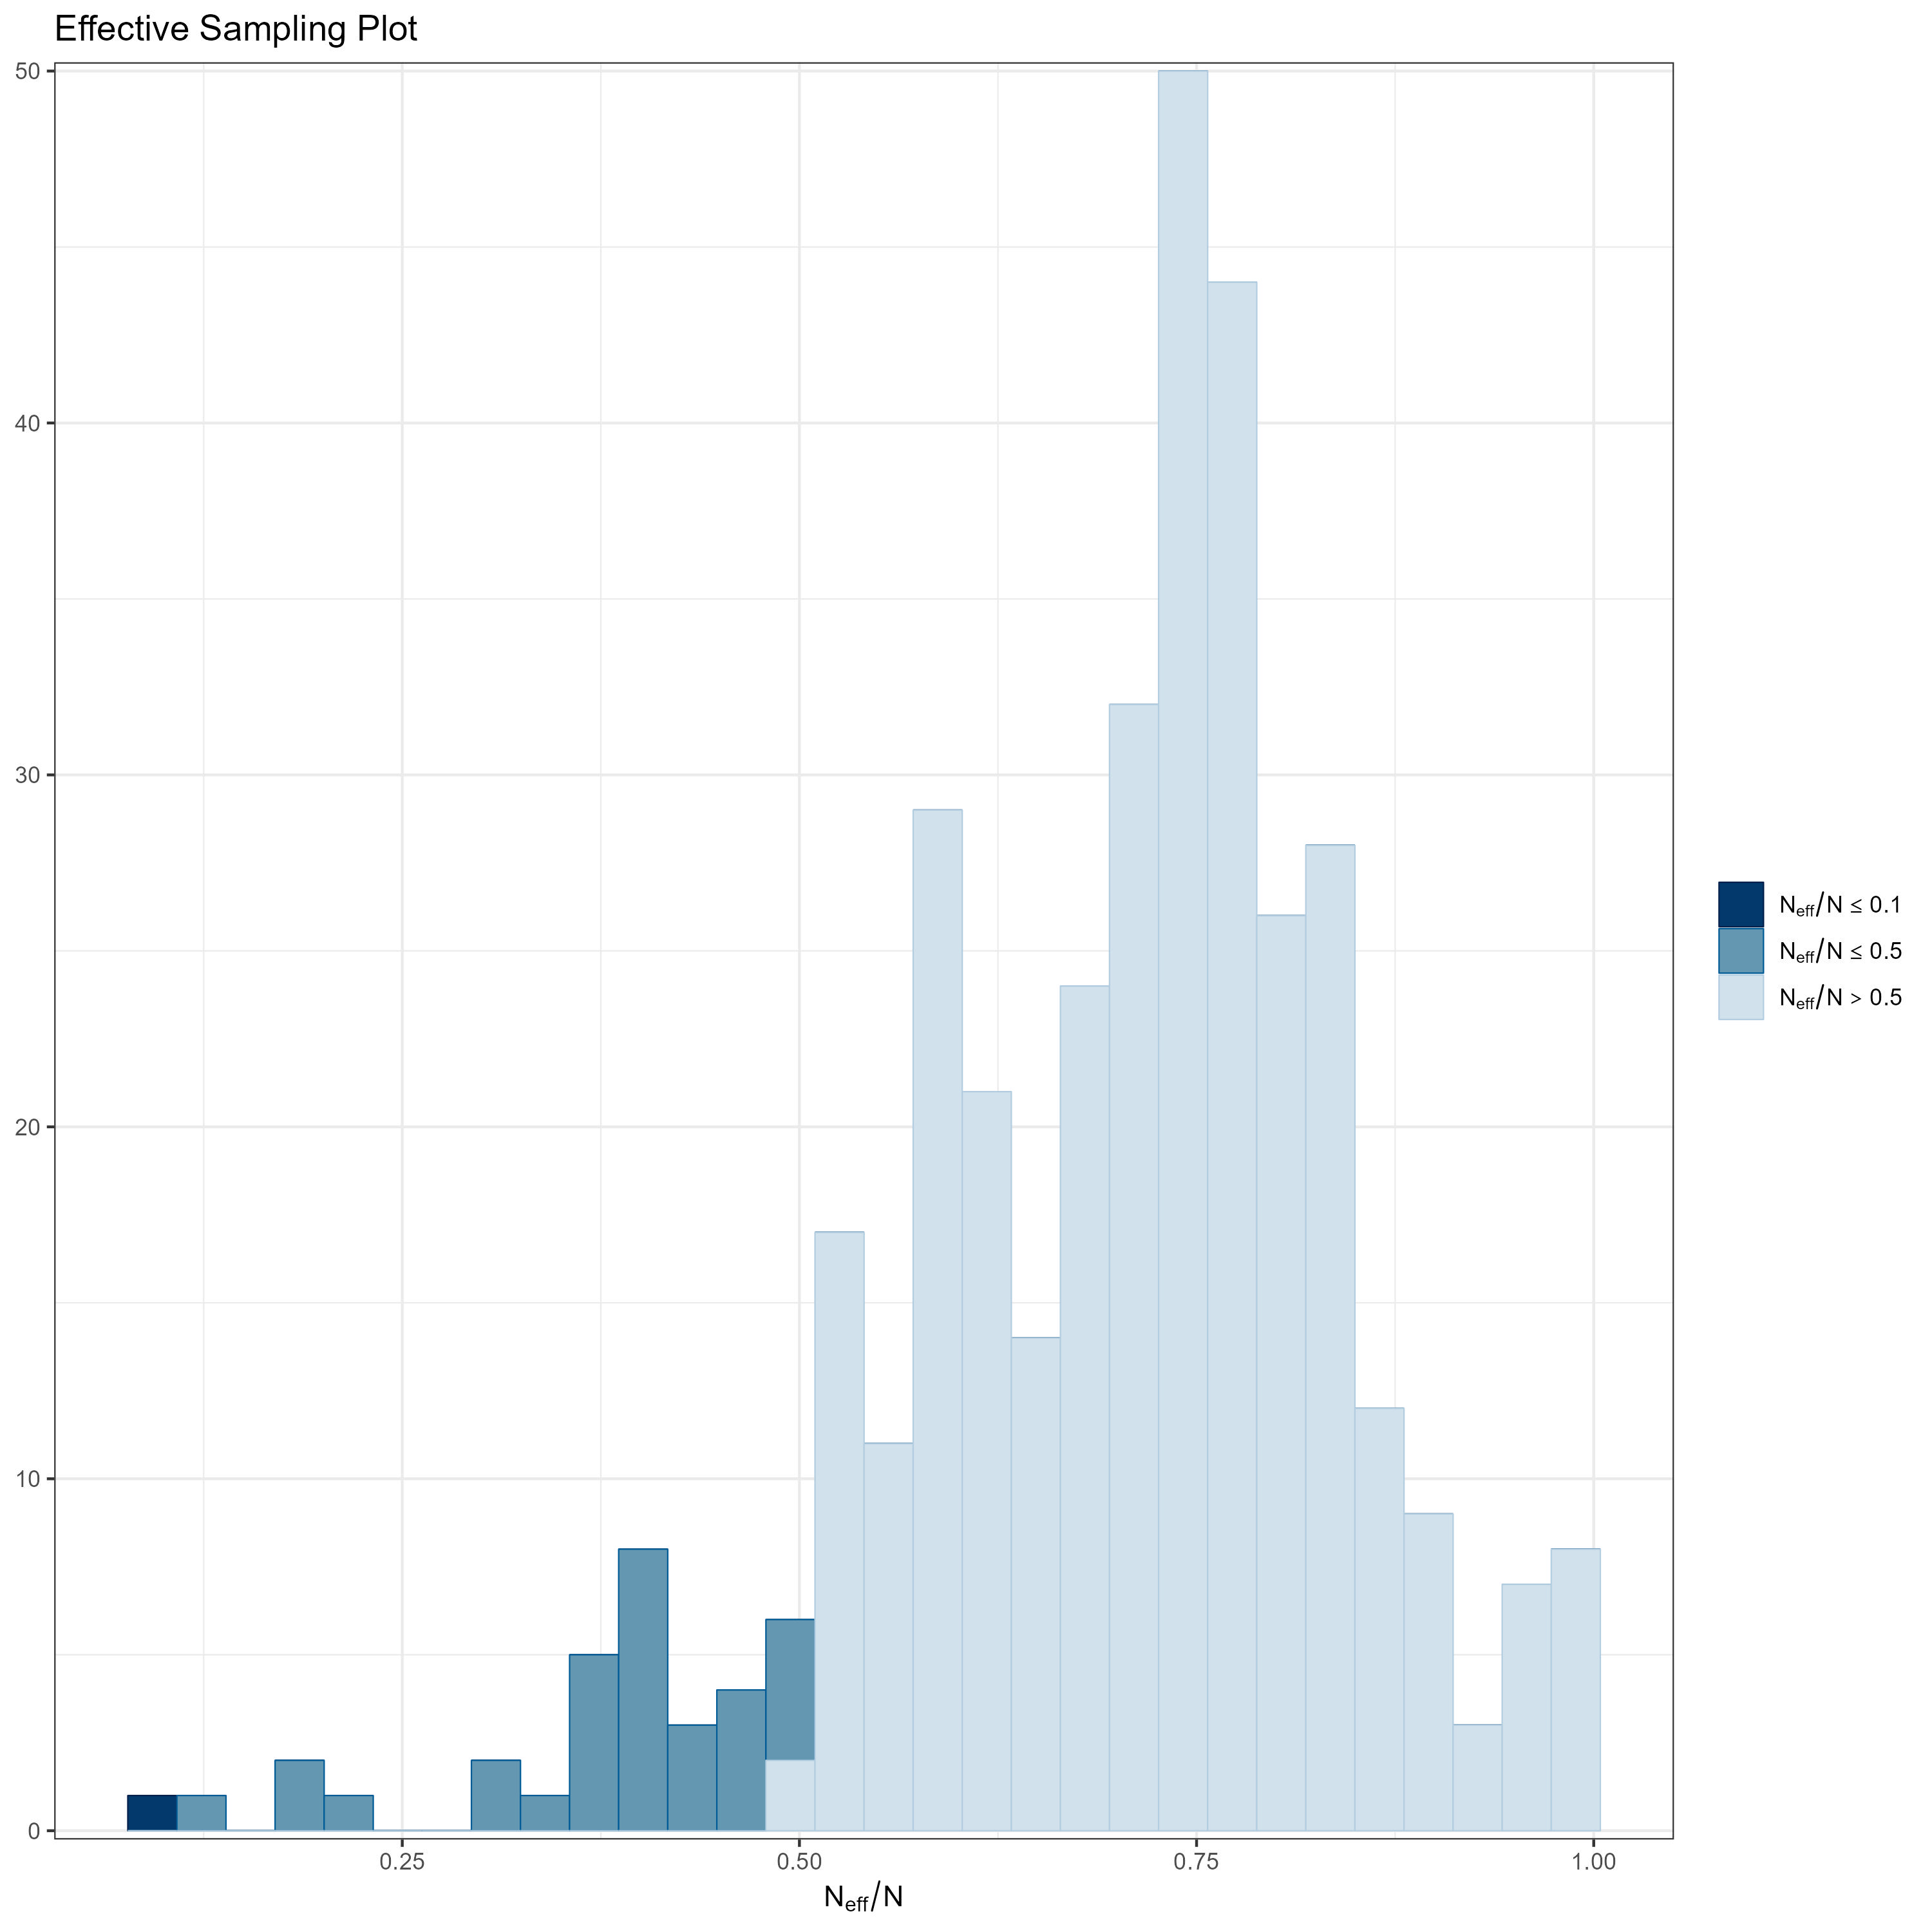 Effective Sampling Plot
50
40
30
20
10
0
0.25 0.50 0.75 1.00
Neff/N
Neff/N ≤ 0.1
Neff/N ≤ 0.5
Neff/N > 0.5